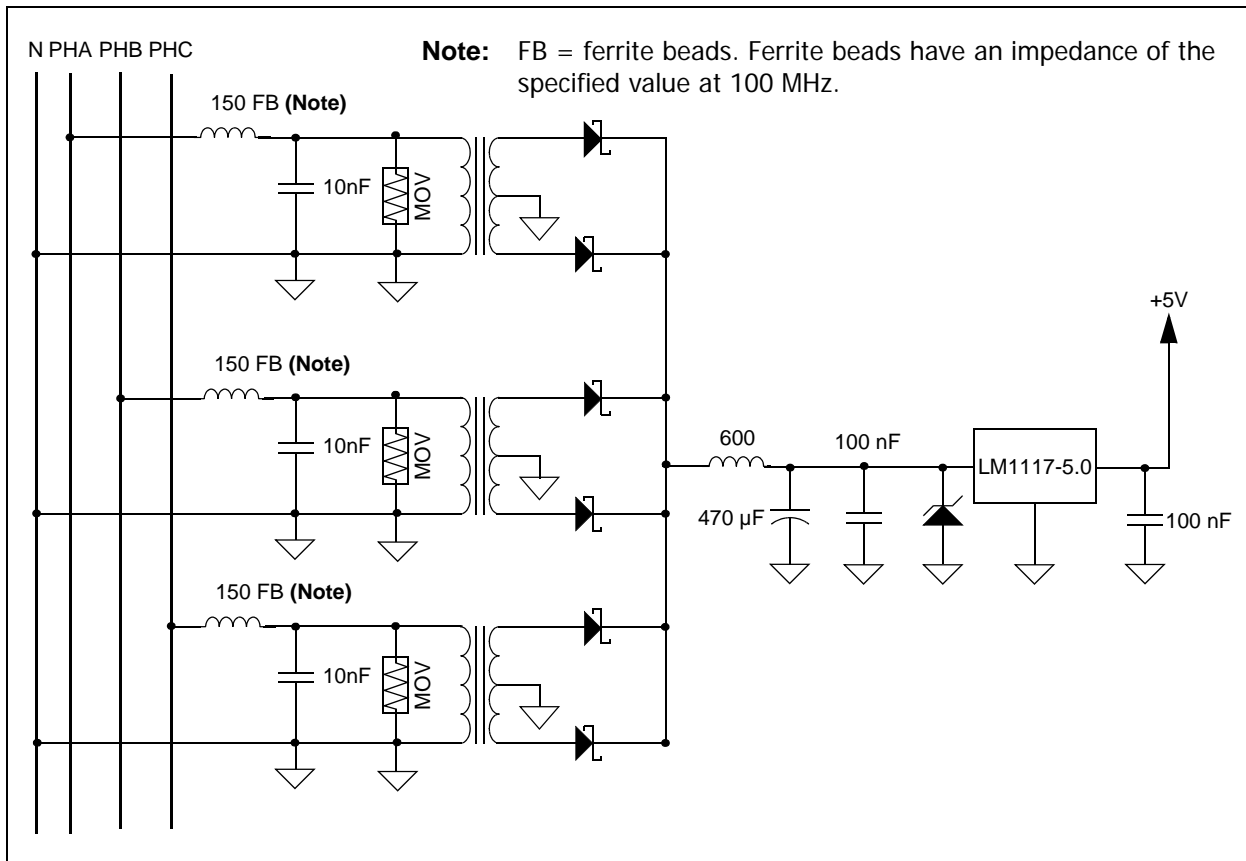 N PHA PHB PHC
Note: FB = ferrite beads. Ferrite beads have an impedance of the
specified value at 100 MHz.
150 FB (Note)
10nF
MOV
150 FB (Note)
10nF
MOV
150 FB (Note)
10nF
MOV
600
470 µF
100 nF
LM1117-5.0
+5V
100 nF